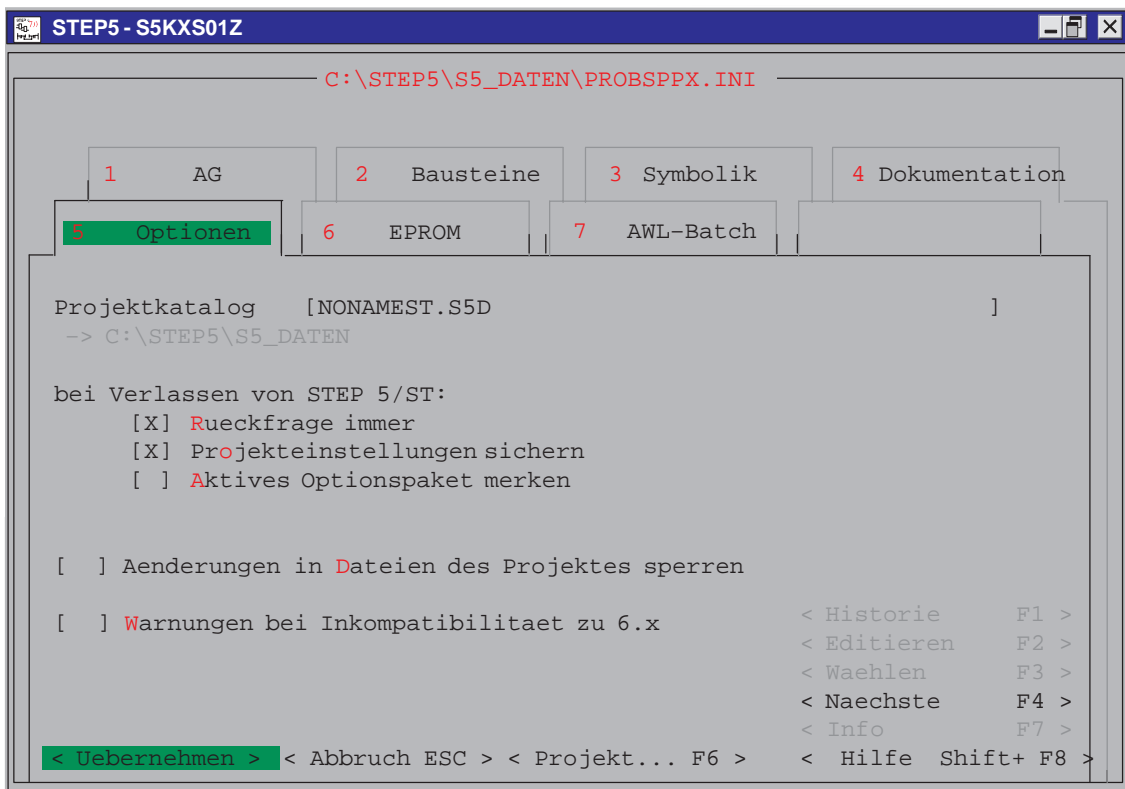 STEP5 - S5KXS01Z
C:\STEP5\S5_DATEN\PROBSPPX.INI
1 AG 2 Bausteine 3 Symbolik 4 Dokumentation
5 Optionen 6 EPROM 7 AWL-Batch
Projektkatalog [NONAMEST.S5D ]
-> C:\STEP5\S5_DATEN
bei Verlassen von STEP 5/ST:
[X] Rueckfrage immer
[X] Projekteinstellungen sichern
[ ] Aktives Optionspaket merken
[ ] Aenderungen in Dateien des Projektes sperren
[ ] Warnungen bei Inkompatibilitaet zu 6.x
< Historie F1 >
< Editieren F2 >
< Waehlen F3 >
< Naechste F4 >
< Info F7 >
< Uebernehmen > < Abbruch ESC > < Projekt... F6 > < Hilfe Shift+ F8 >